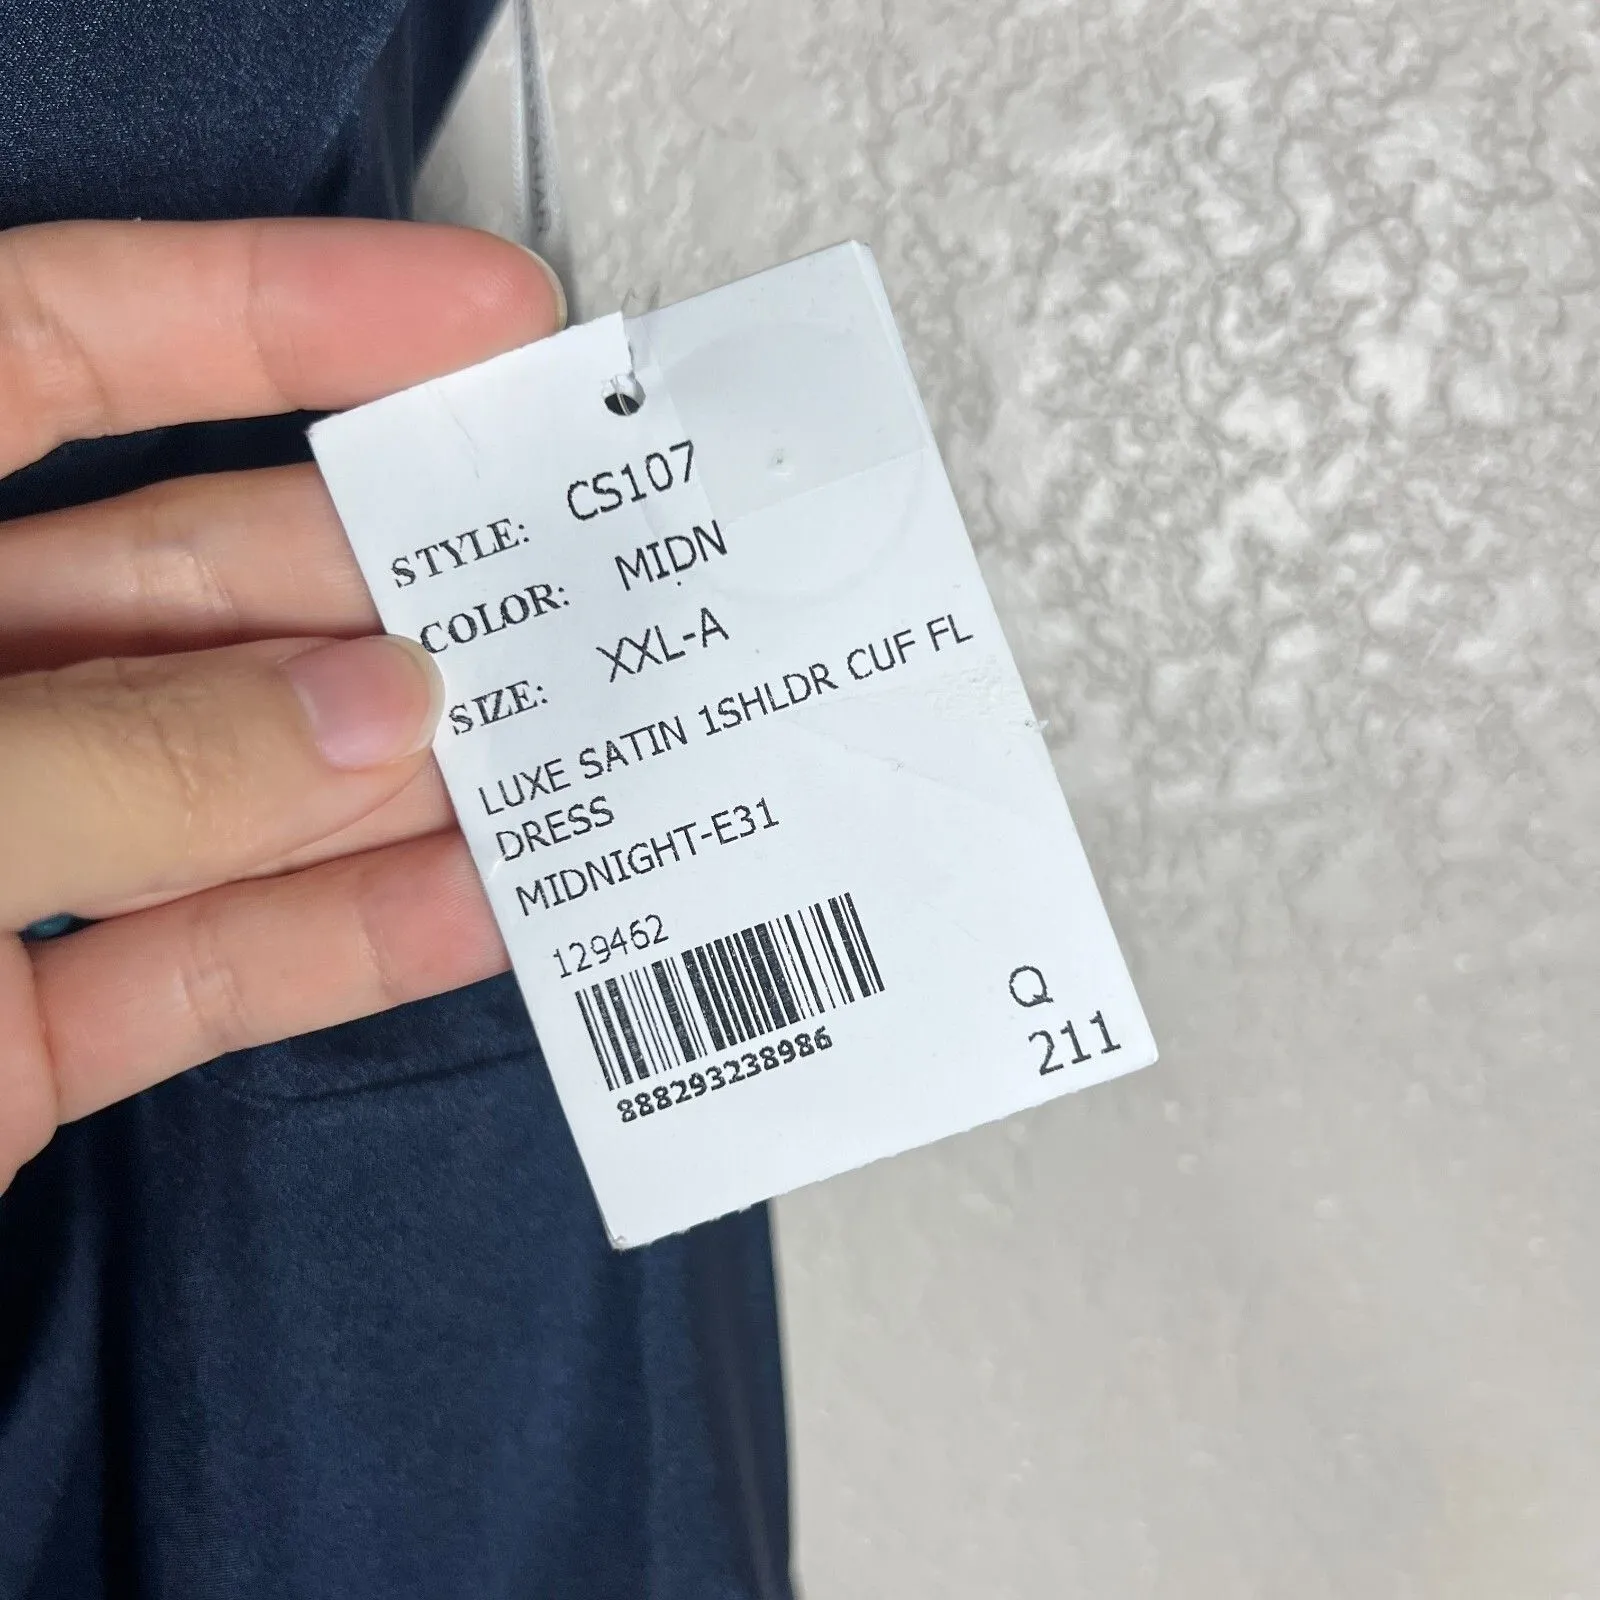 STYLE: CS107
COLOR: MIDN
SIZE: XXL-A
LUXE SATIN 1SHLDR CUF FL
DRESS
MIDNIGHT-E31
129462
888293238986
Q
211